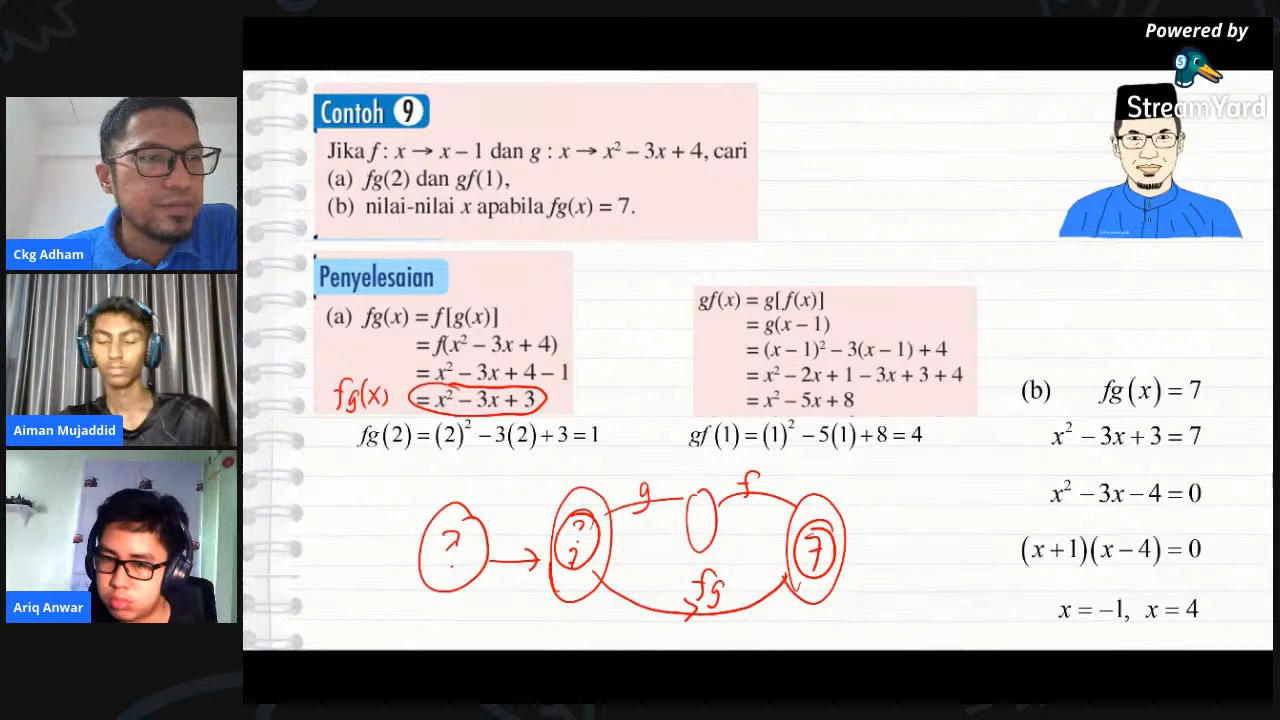 Powered by
StreamYard
Contoh 9
Jika f : x → x – 1 dan g : x → x² – 3x + 4, cari
(a) fg(2) dan gf(1),
(b) nilai-nilai x apabila fg(x) = 7.
Ckg Adham
Penyelesaian
(a) fg(x) = f[g(x)]
= f(x² – 3x + 4)
= x² – 3x + 4 – 1
fg(x) = x² – 3x + 3
fg(2) = (2)² – 3(2) + 3 = 1
gf(x) = g[f(x)]
= g(x – 1)
= (x – 1)² – 3(x – 1) + 4
= x² – 2x + 1 – 3x + 3 + 4
= x² – 5x + 8
gf(1) = (1)² – 5(1) + 8 = 4
(b) fg(x) = 7
x² – 3x + 3 = 7
x² – 3x – 4 = 0
(x + 1)(x – 4) = 0
x = –1, x = 4
Aiman Mujaddid
g f
? ? 7
?
fg
Ariq Anwar